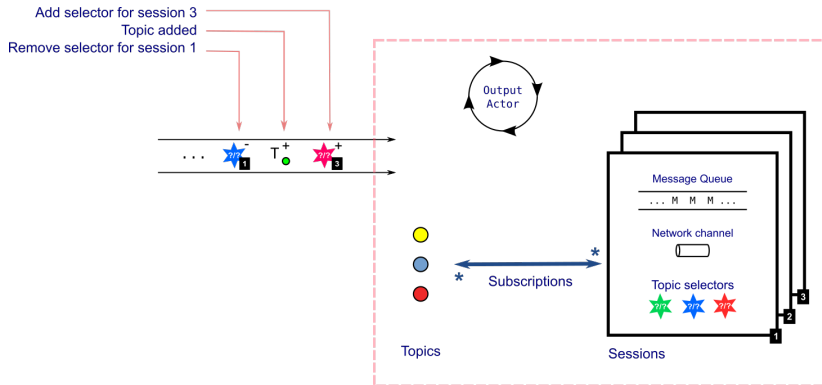 Add selector for session 3
Topic added
Remove selector for session 1
Output
Actor
... ?/? - 1 T + ?/? + 3
Message Queue
... M M M ...
Network channel
* Subscriptions *
Topic selectors
?/? ?/? ?/?
3
2
1
Topics
Sessions